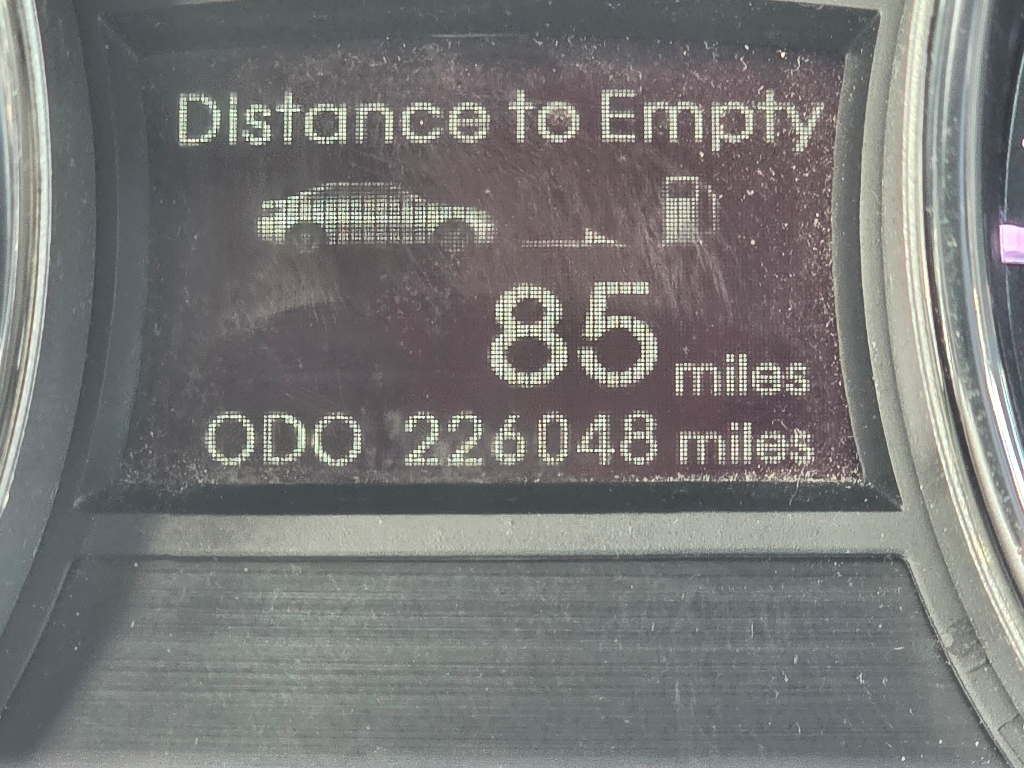 Distance to Empty
85 miles
ODO 226048 miles